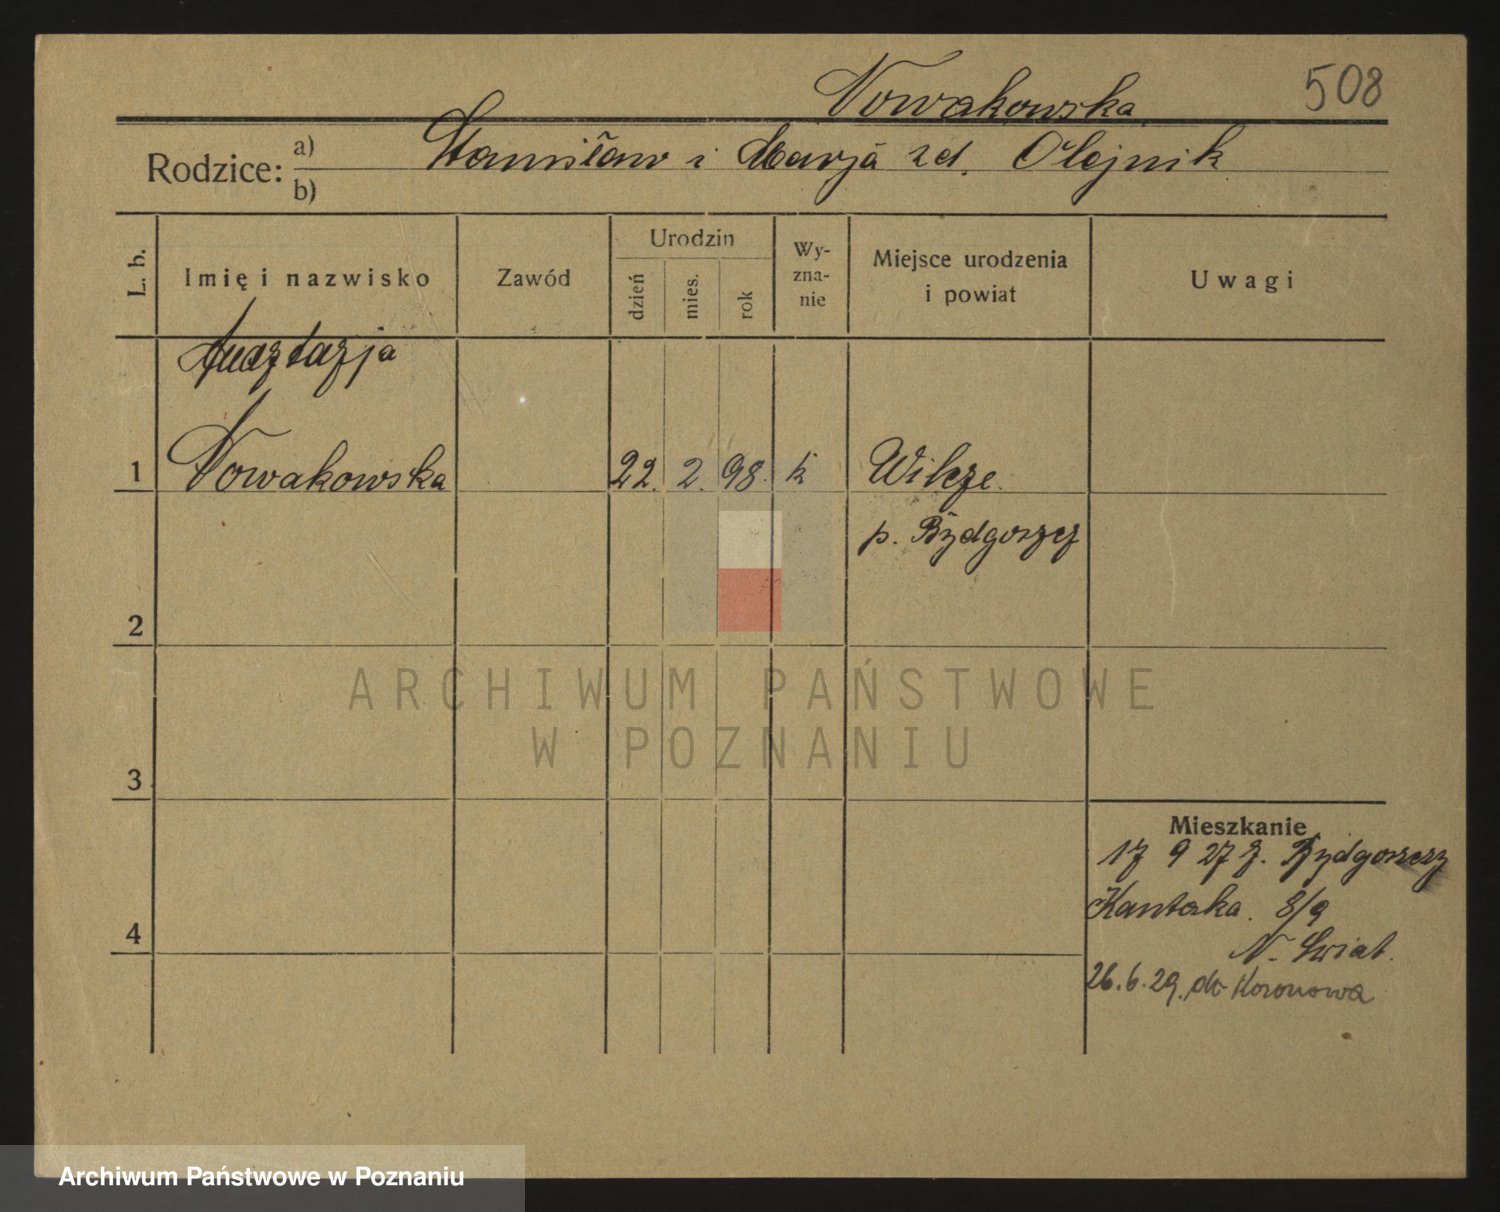 Nowakowska 508
Rodzice: a) Stanisław i Marja zd. Olejnik
b)
L. b. Imię i nazwisko Zawód Urodzin dzień mies. rok Wy-zna-nie Miejsce urodzenia i powiat Uwagi
Anastazja
1 Nowakowska 22. 2. 98. k Wilcze.
p. Bydgoszcz
2
ARCHIWUM PAŃSTWOWE
W POZNANIU
3
Mieszkanie
17 9 27 z. Bydgoszczy
Kantaka. 8/9
4
N. Świat.
26.6.29. do Koronowa
Archiwum Państwowe w Poznaniu